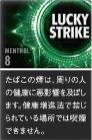 LUCKY
STRIKE
MENTHOL
8
たばこの煙は、周りの人
の健康に悪影響を及ぼし
ます。健康増進法で禁じ
られている場所では喫煙
できません。